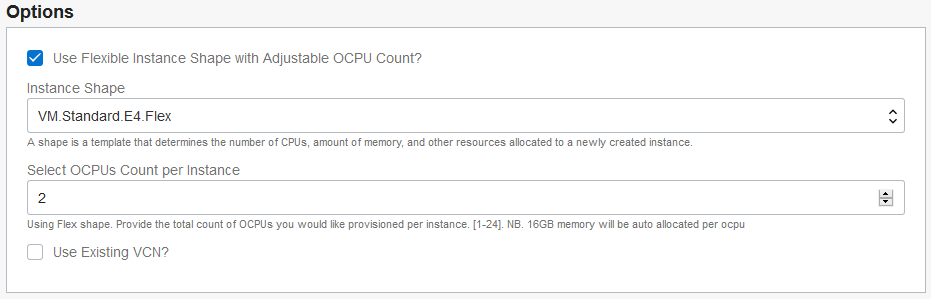 Options
Use Flexible Instance Shape with Adjustable OCPU Count?
Instance Shape
VM.Standard.E4.Flex
A shape is a template that determines the number of CPUs, amount of memory, and other resources allocated to a newly created instance.
Select OCPUs Count per Instance
2
Using Flex shape. Provide the total count of OCPUs you would like provisioned per instance. [1-24]. NB. 16GB memory will be auto allocated per ocpu
Use Existing VCN?